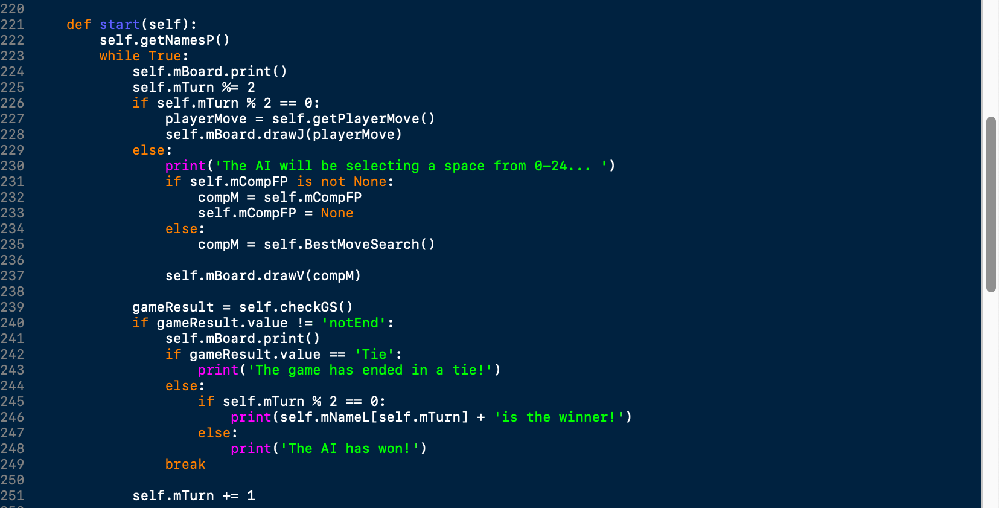 220
221     def start(self):
222         self.getNamesP()
223         while True:
224             self.mBoard.print()
225             self.mTurn %= 2
226             if self.mTurn % 2 == 0:
227                 playerMove = self.getPlayerMove()
228                 self.mBoard.drawJ(playerMove)
229             else:
230                 print('The AI will be selecting a space from 0-24... ')
231                 if self.mCompFP is not None:
232                     compM = self.mCompFP
233                     self.mCompFP = None
234                 else:
235                     compM = self.BestMoveSearch()
236
237                 self.mBoard.drawV(compM)
238
239             gameResult = self.checkGS()
240             if gameResult.value != 'notEnd':
241                 self.mBoard.print()
242                 if gameResult.value == 'Tie':
243                     print('The game has ended in a tie!')
244                 else:
245                     if self.mTurn % 2 == 0:
246                         print(self.mNameL[self.mTurn] + 'is the winner!')
247                     else:
248                         print('The AI has won!')
249                 break
250
251             self.mTurn += 1